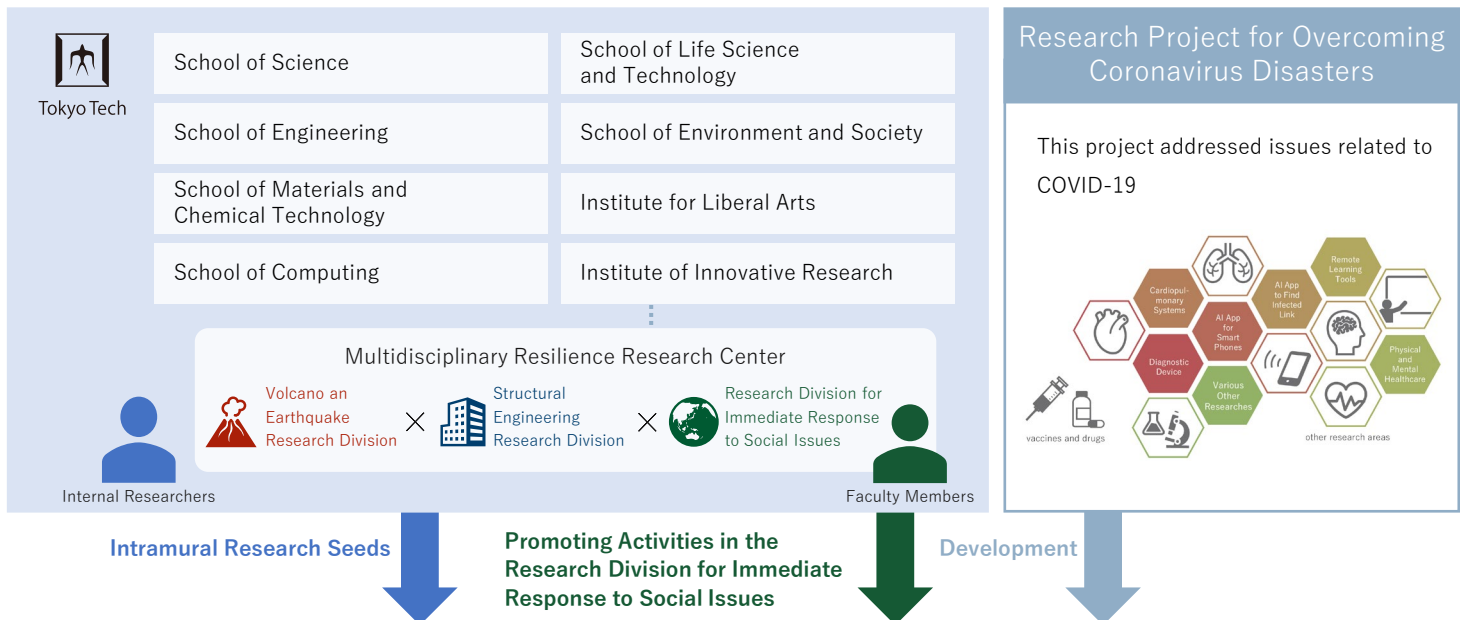 Tokyo Tech
School of Science
School of Life Science
and Technology
School of Engineering
School of Environment and Society
School of Materials and
Chemical Technology
Institute for Liberal Arts
School of Computing
Institute of Innovative Research
Multidisciplinary Resilience Research Center
Volcano an
Earthquake
Research Division
×
Structural
Engineering
Research Division
×
Research Division for
Immediate Response
to Social Issues
Internal Researchers
Faculty Members
Research Project for Overcoming
Coronavirus Disasters
This project addressed issues related to
COVID-19
Cardiopul-
monary
Systems
AI App
to Find
Infected
Link
Remote
Learning
Tools
AI App
for
Smart
Phones
Diagnostic
Device
Various
Other
Researches
Physical
and
Mental
Healthcare
vaccines and drugs
other research areas
Intramural Research Seeds
Promoting Activities in the
Research Division for Immediate
Response to Social Issues
Development